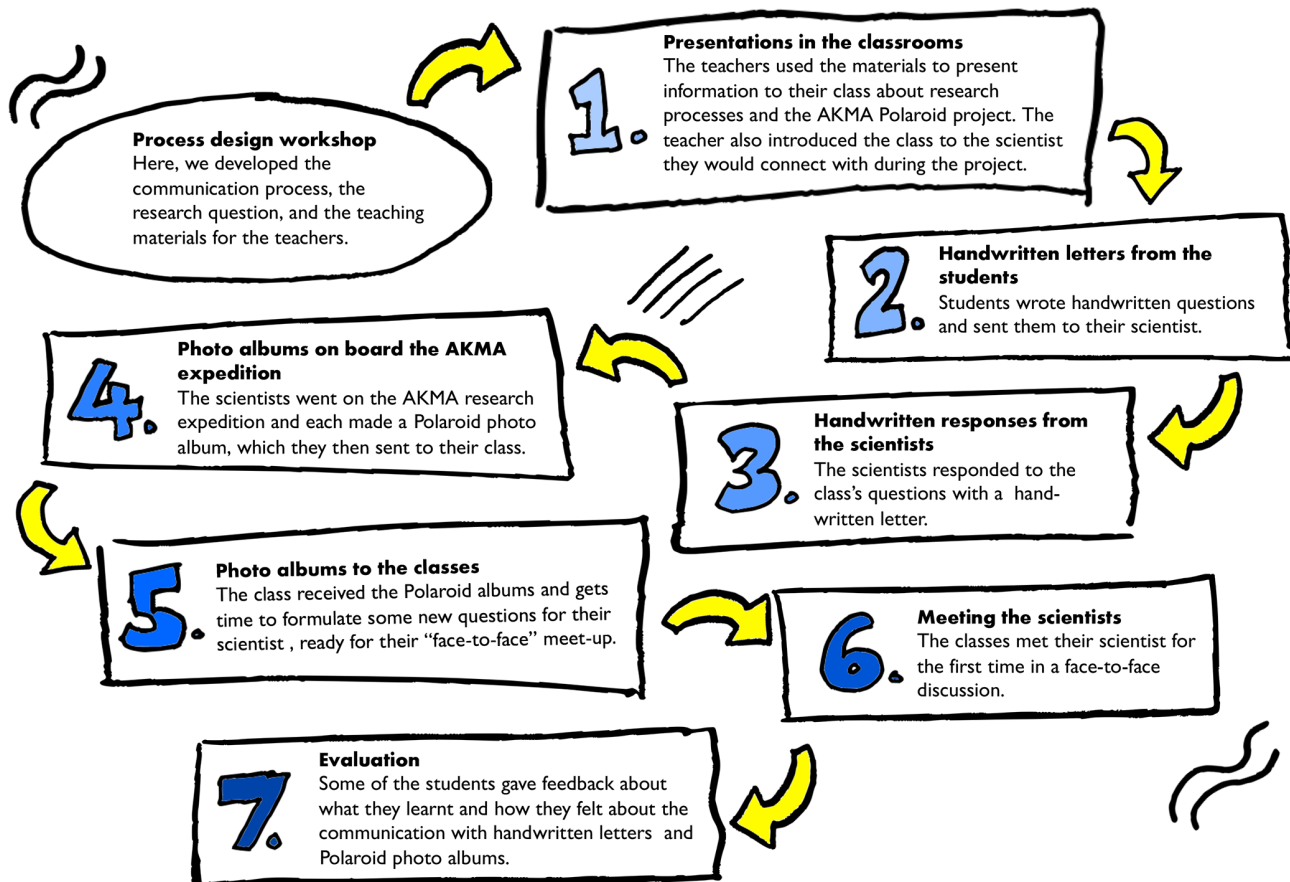 Process design workshop
Here, we developed the
communication process, the
research question, and the teaching
materials for the teachers.
1.
Presentations in the classrooms
The teachers used the materials to present
information to their class about research
processes and the AKMA Polaroid project. The
teacher also introduced the class to the scientist
they would connect with during the project.
2.
Handwritten letters from the
students
Students wrote handwritten questions
and sent them to their scientist.
3.
Handwritten responses from
the scientists
The scientists responded to the
class's questions with a  hand-
written letter.
4.
Photo albums on board the AKMA
expedition
The scientists went on the AKMA research
expedition and each made a Polaroid photo
album, which they then sent to their class.
5.
Photo albums to the classes
The class received the Polaroid albums and gets
time to formulate some new questions for their
scientist , ready for their “face-to-face” meet-up.
6.
Meeting the scientists
The classes met their scientist for
the first time in a face-to-face
discussion.
7.
Evaluation
Some of the students gave feedback about
what they learnt and how they felt about the
communication with handwritten letters  and
Polaroid photo albums.